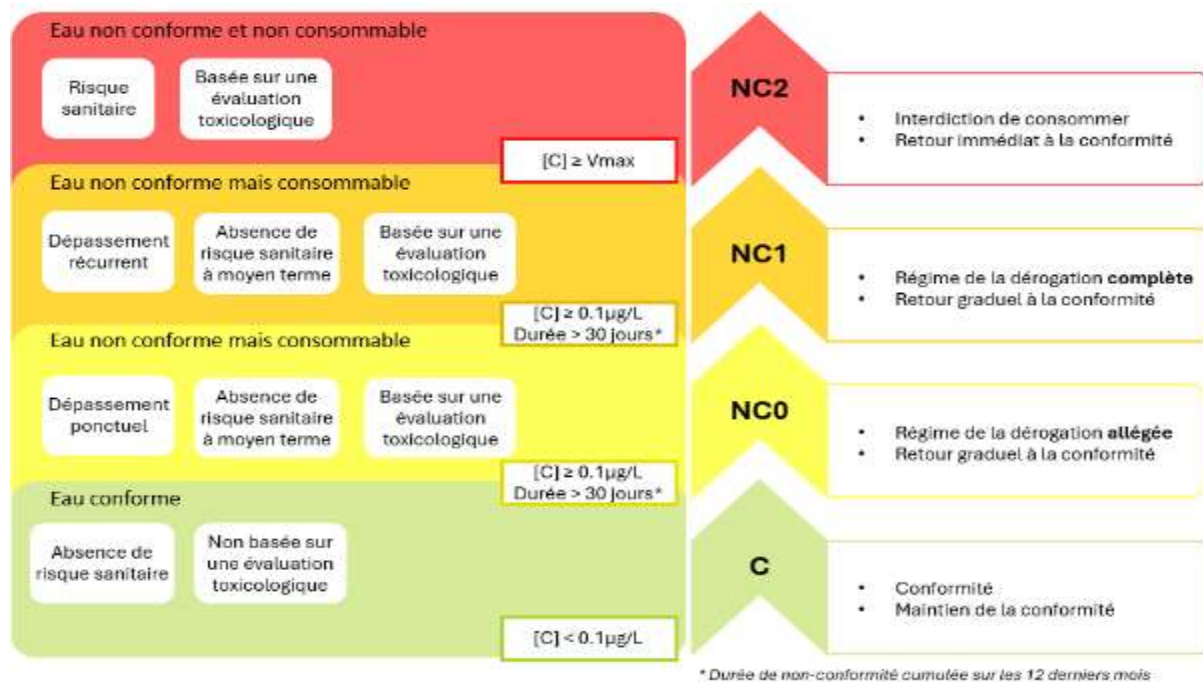 Eau non conforme et non consommable
Risque
sanitaire
Basée sur une
évaluation
toxicologique
[C] ≥ Vmax
NC2
• Interdiction de consommer
• Retour immédiat à la conformité
Eau non conforme mais consommable
Dépassement
récurrent
Absence de
risque sanitaire
à moyen terme
Basée sur une
évaluation
toxicologique
[C] ≥ 0.1µg/L
Durée > 30 jours*
NC1
• Régime de la dérogation complète
• Retour graduel à la conformité
Eau non conforme mais consommable
Dépassement
ponctuel
Absence de
risque sanitaire
à moyen terme
Basée sur une
évaluation
toxicologique
[C] ≥ 0.1µg/L
Durée > 30 jours*
NC0
• Régime de la dérogation allégée
• Retour graduel à la conformité
Eau conforme
Absence de
risque sanitaire
Non basée sur
une évaluation
toxicologique
[C] < 0.1µg/L
C
• Conformité
• Maintien de la conformité
* Durée de non-conformité cumulée sur les 12 derniers mois